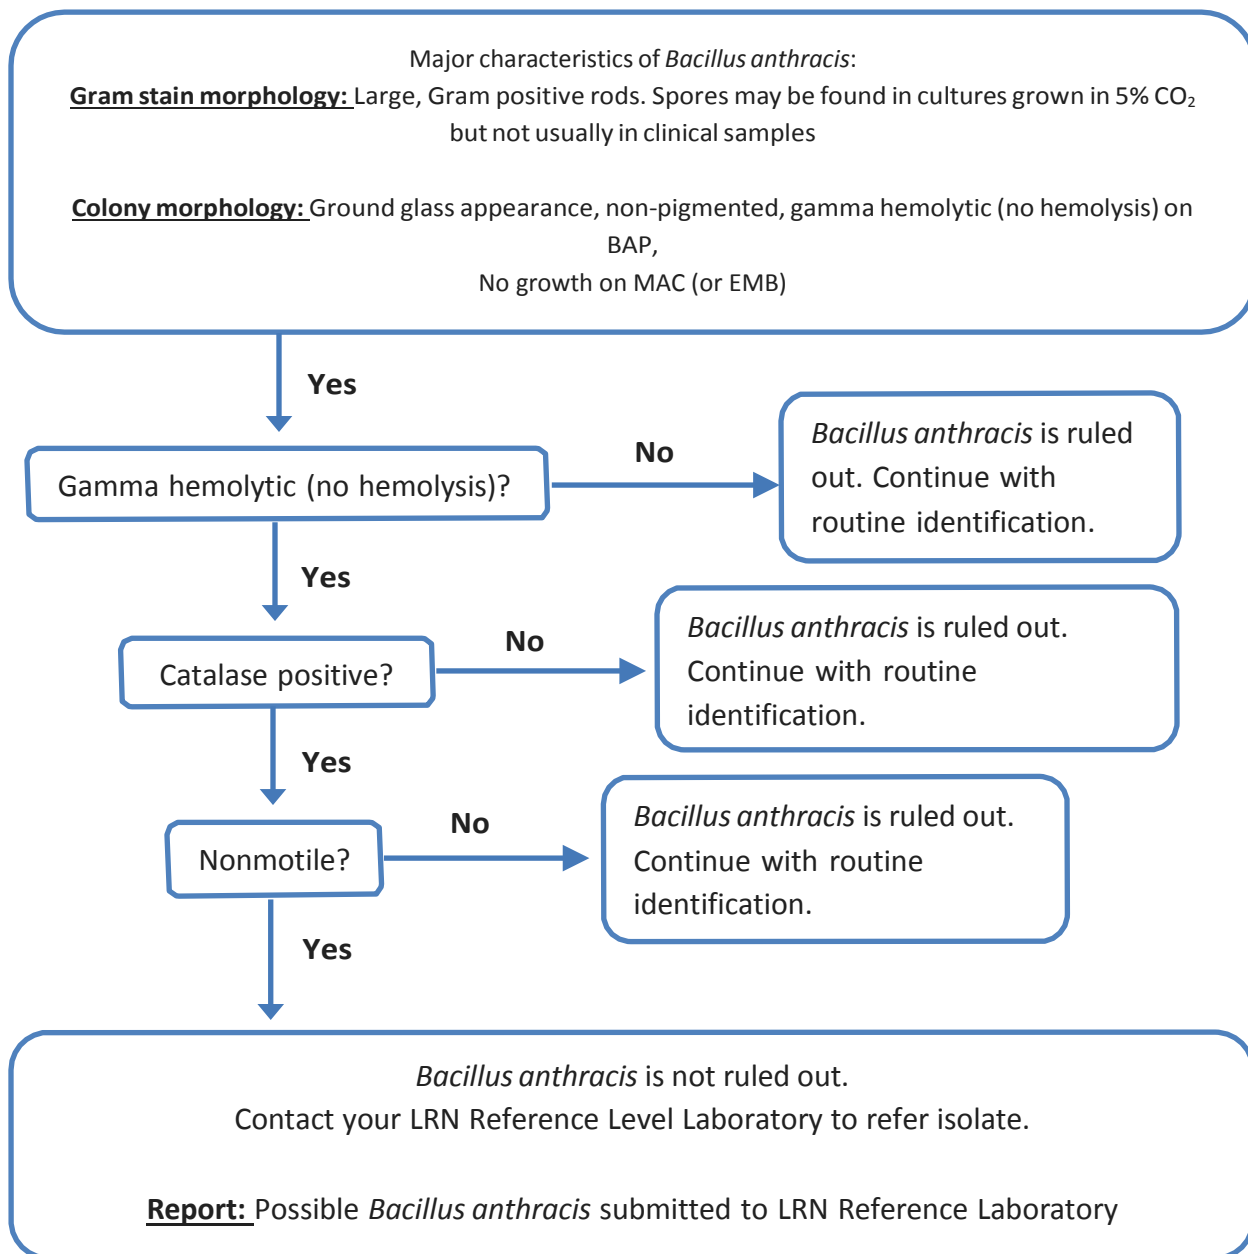 Major characteristics of Bacillus anthracis:
Gram stain morphology: Large, Gram positive rods. Spores may be found in cultures grown in 5% CO₂
but not usually in clinical samples
Colony morphology: Ground glass appearance, non-pigmented, gamma hemolytic (no hemolysis) on
BAP,
No growth on MAC (or EMB)
Yes
Gamma hemolytic (no hemolysis)?
No
Bacillus anthracis is ruled
out. Continue with
routine identification.
Yes
Catalase positive?
No
Bacillus anthracis is ruled out.
Continue with routine
identification.
Yes
Nonmotile?
No
Bacillus anthracis is ruled out.
Continue with routine
identification.
Yes
Bacillus anthracis is not ruled out.
Contact your LRN Reference Level Laboratory to refer isolate.
Report: Possible Bacillus anthracis submitted to LRN Reference Laboratory